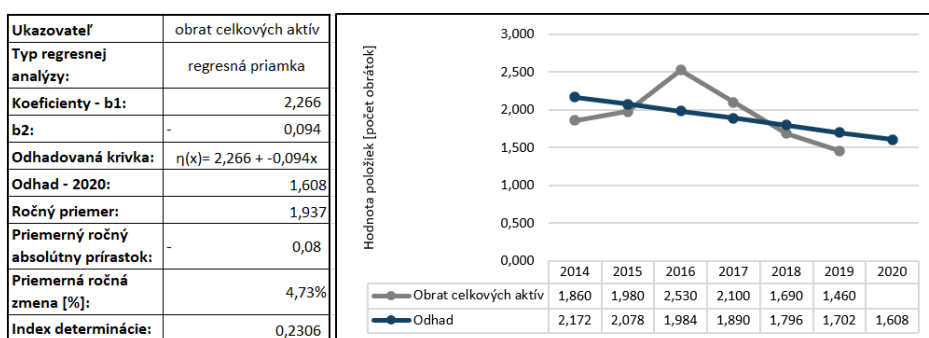 Ukazovateľ obrat celkových aktív
Typ regresnej
analýzy: regresná priamka
Koeficienty - b1: 2,266
b2: - 0,094
Odhadovaná krivka: η(x)= 2,266 + -0,094x
Odhad - 2020: 1,608
Ročný priemer: 1,937
Priemerný ročný
absolútny prírastok: - 0,08
Priemerná ročná
zmena [%]: 4,73%
Index determinácie: 0,2306
Hodnota položiek [počet obrátok]
3,000
2,500
2,000
1,500
1,000
0,500
0,000
2014 2015 2016 2017 2018 2019 2020
Obrat celkových aktív 1,860 1,980 2,530 2,100 1,690 1,460
Odhad 2,172 2,078 1,984 1,890 1,796 1,702 1,608